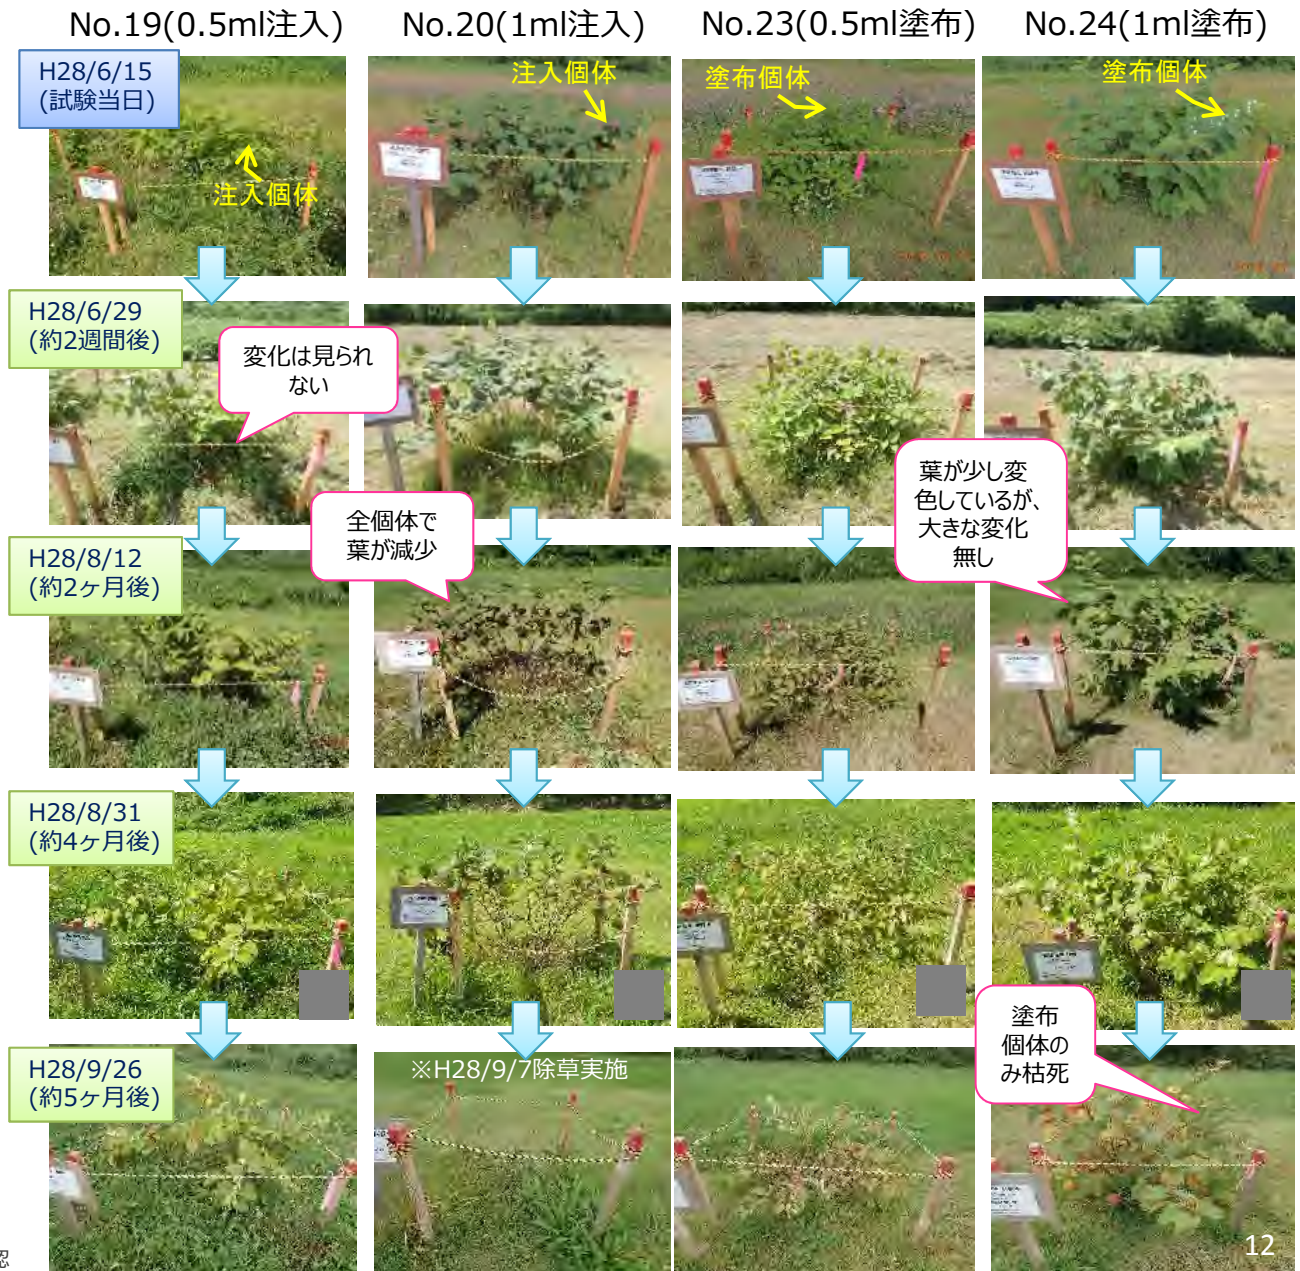 No.19(0.5ml注入)
No.20(1ml注入)
No.23(0.5ml塗布)
No.24(1ml塗布)
H28/6/15
(試験当日)
注入個体
注入個体
塗布個体
塗布個体
H28/6/29
(約2週間後)
変化は見られ
ない
H28/8/12
(約2ヶ月後)
全個体で
葉が減少
葉が少し変
色しているが、
大きな変化
無し
H28/8/31
(約4ヶ月後)
H28/9/26
(約5ヶ月後)
※H28/9/7除草実施
塗布
個体の
み枯死
認
12